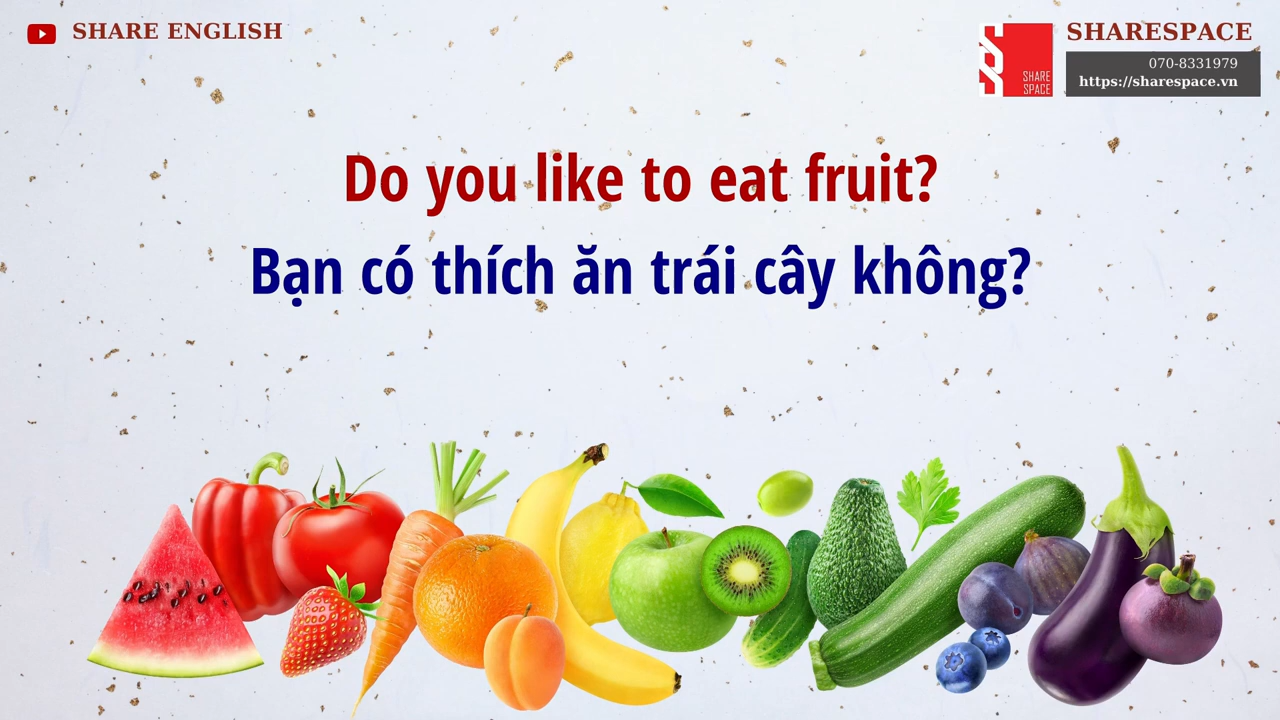 SHARE ENGLISH
SHARESPACE
070-8331979
https://sharespace.vn
SHARE
SPACE
Do you like to eat fruit?
Bạn có thích ăn trái cây không?